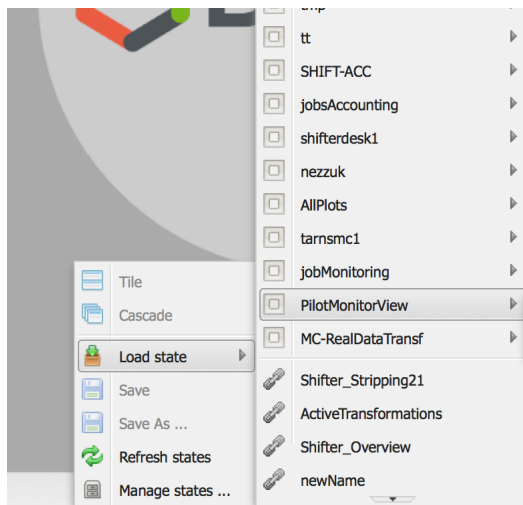 tmp
tt
SHIFT-ACC
jobsAccounting
shifterdesk1
nezzuk
AllPlots
tarnsmc1
jobMonitoring
PilotMonitorView
MC-RealDataTransf
Shifter_Stripping21
ActiveTransformations
Shifter_Overview
newName
Tile
Cascade
Load state
Save
Save As ...
Refresh states
Manage states ...